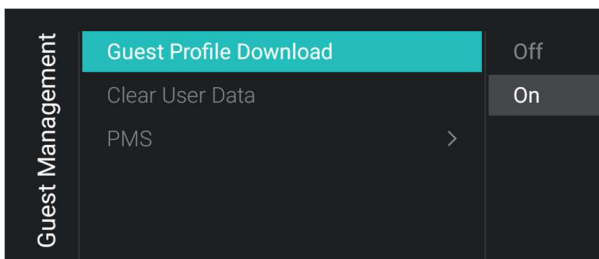 Guest Management
Guest Profile Download
Off
Clear User Data
On
PMS